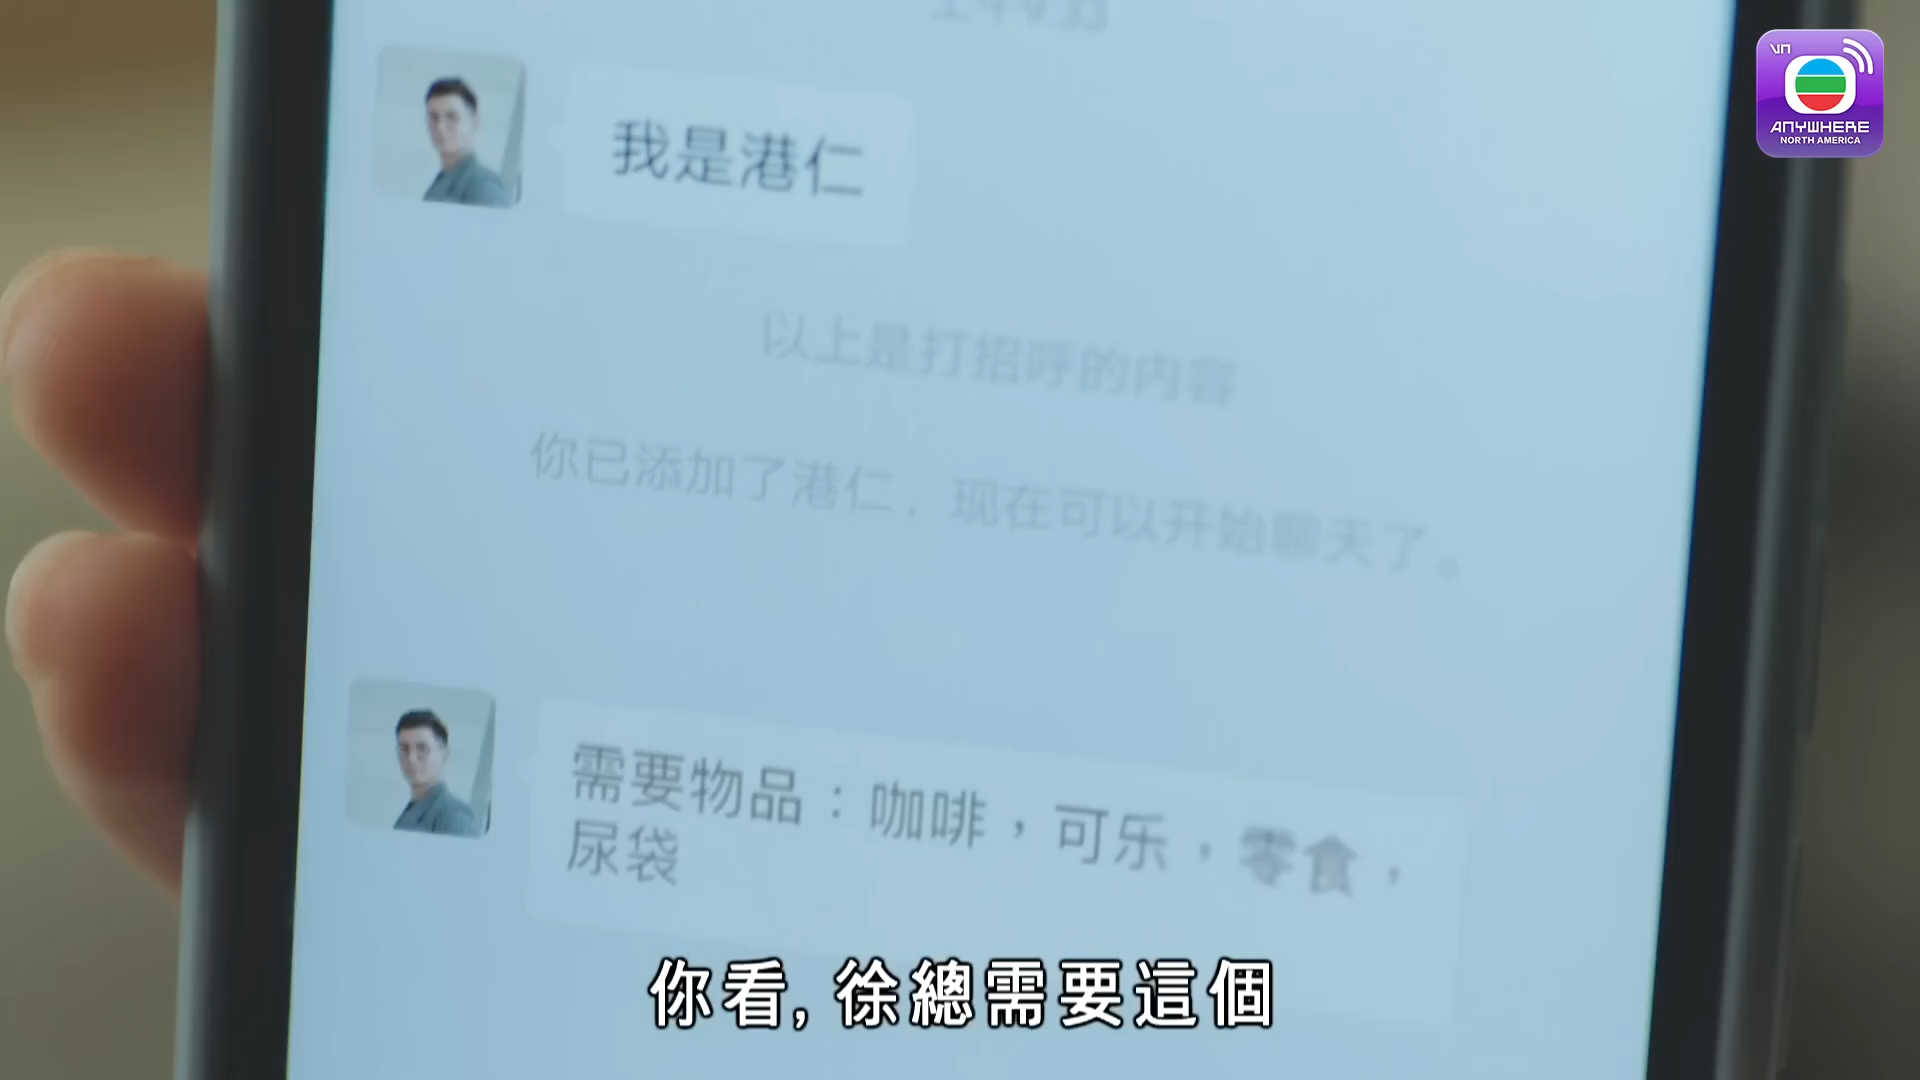 VN
ANYWHERE
NORTH AMERICA
我是港仁
以上是打招呼的内容
你已添加了港仁，现在可以开始聊天了。
需要物品：咖啡，可乐，零食，
尿袋
你看, 徐總需要這個